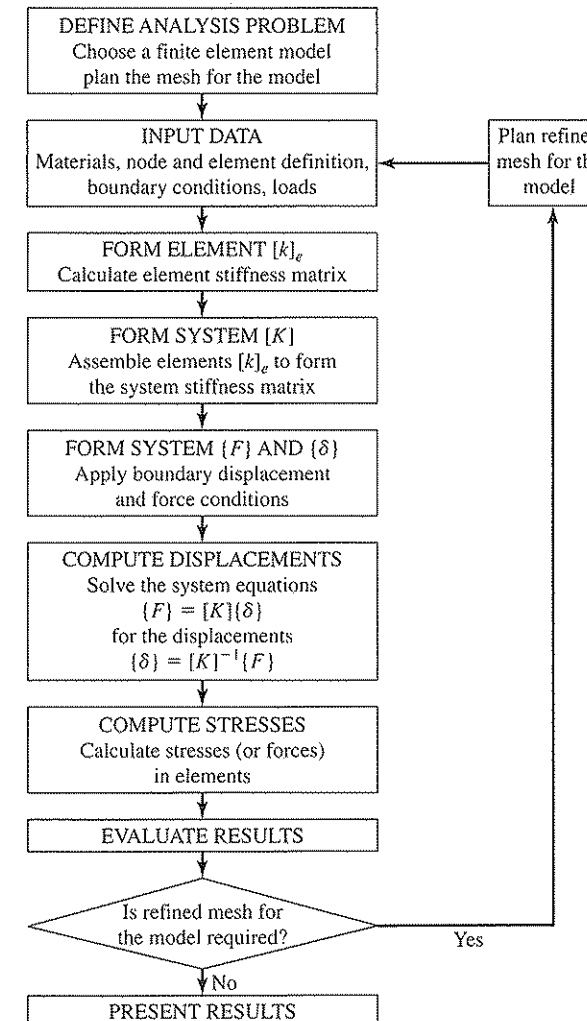 DEFINE ANALYSIS PROBLEM
Choose a finite element model
plan the mesh for the model
INPUT DATA
Materials, node and element definition,
boundary conditions, loads
Plan refine
mesh for th
model
FORM ELEMENT [k]ₑ
Calculate element stiffness matrix
FORM SYSTEM [K]
Assemble elements [k]ₑ to form
the system stiffness matrix
FORM SYSTEM {F} AND {δ}
Apply boundary displacement
and force conditions
COMPUTE DISPLACEMENTS
Solve the system equations
{F} = [K]{δ}
for the displacements
{δ} = [K]⁻¹{F}
COMPUTE STRESSES
Calculate stresses (or forces)
in elements
EVALUATE RESULTS
Is refined mesh for
the model required?
Yes
No
PRESENT RESULTS